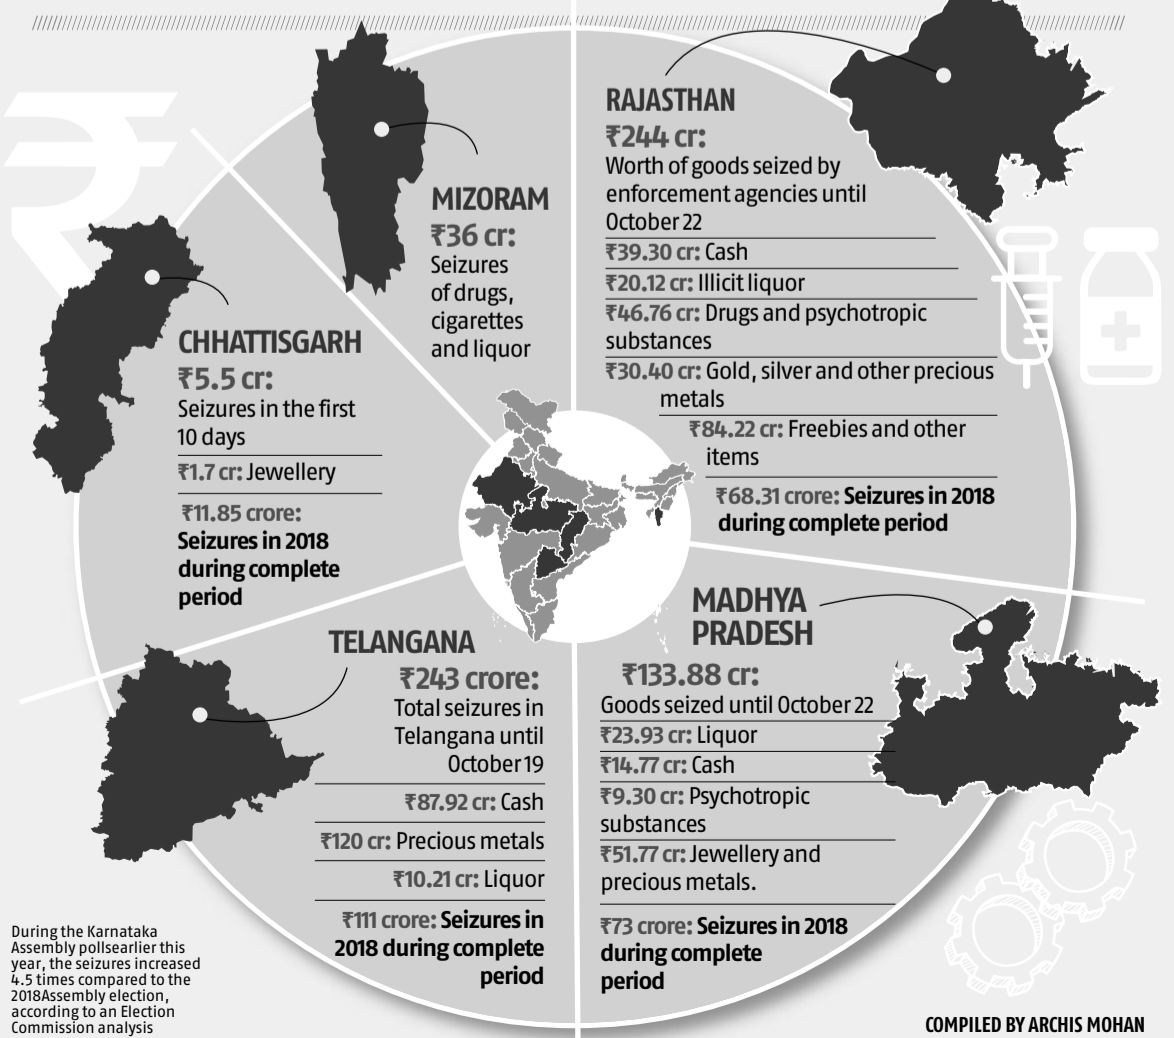 MIZORAM
₹36 cr:
Seizures
of drugs,
cigarettes
and liquor
RAJASTHAN
₹244 cr:
Worth of goods seized by
enforcement agencies until
October 22
₹39.30 cr: Cash
₹20.12 cr: Illicit liquor
₹46.76 cr: Drugs and psychotropic
substances
₹30.40 cr: Gold, silver and other precious
metals
₹84.22 cr: Freebies and other
items
₹68.31 crore: Seizures in 2018
during complete period
CHHATTISGARH
₹5.5 cr:
Seizures in the first
10 days
₹1.7 cr: Jewellery
₹11.85 crore:
Seizures in 2018
during complete
period
TELANGANA
₹243 crore:
Total seizures in
Telangana until
October 19
₹87.92 cr: Cash
₹120 cr: Precious metals
₹10.21 cr: Liquor
₹111 crore: Seizures in
2018 during complete
period
MADHYA
PRADESH
₹133.88 cr:
Goods seized until October 22
₹23.93 cr: Liquor
₹14.77 cr: Cash
₹9.30 cr: Psychotropic
substances
₹51.77 cr: Jewellery and
precious metals.
₹73 crore: Seizures in 2018
during complete
period
During the Karnataka
Assembly pollsearlier this
year, the seizures increased
4.5 times compared to the
2018Assembly election,
according to an Election
Commission analysis
COMPILED BY ARCHIS MOHAN
₹